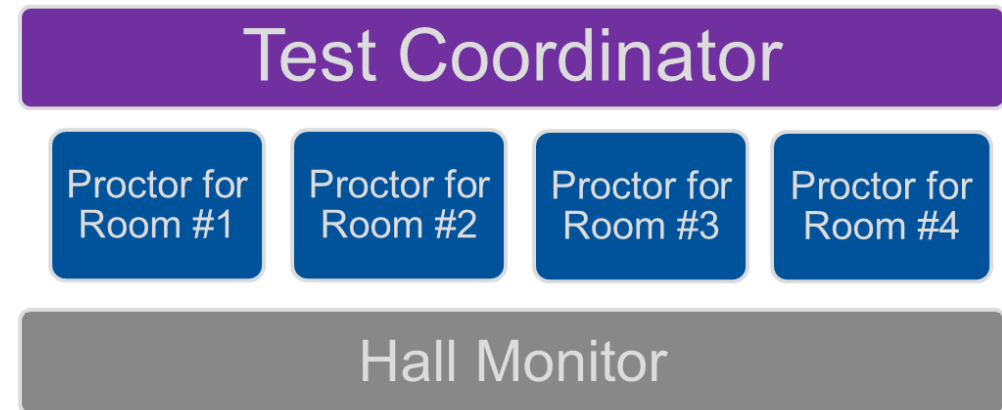 Test Coordinator
Proctor for
Room #1
Proctor for
Room #2
Proctor for
Room #3
Proctor for
Room #4
Hall Monitor